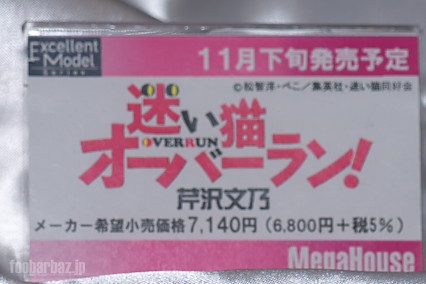 Excellent
Model
Series
11月下旬発売予定
©松智洋・ぺこ/集英社・迷い猫同好会
迷い猫
OVERRUN
オーバーラン!
芹沢文乃
メーカー希望小売価格7,140円(6,800円+税5%)
MegaHouse
foobarbaz.jp